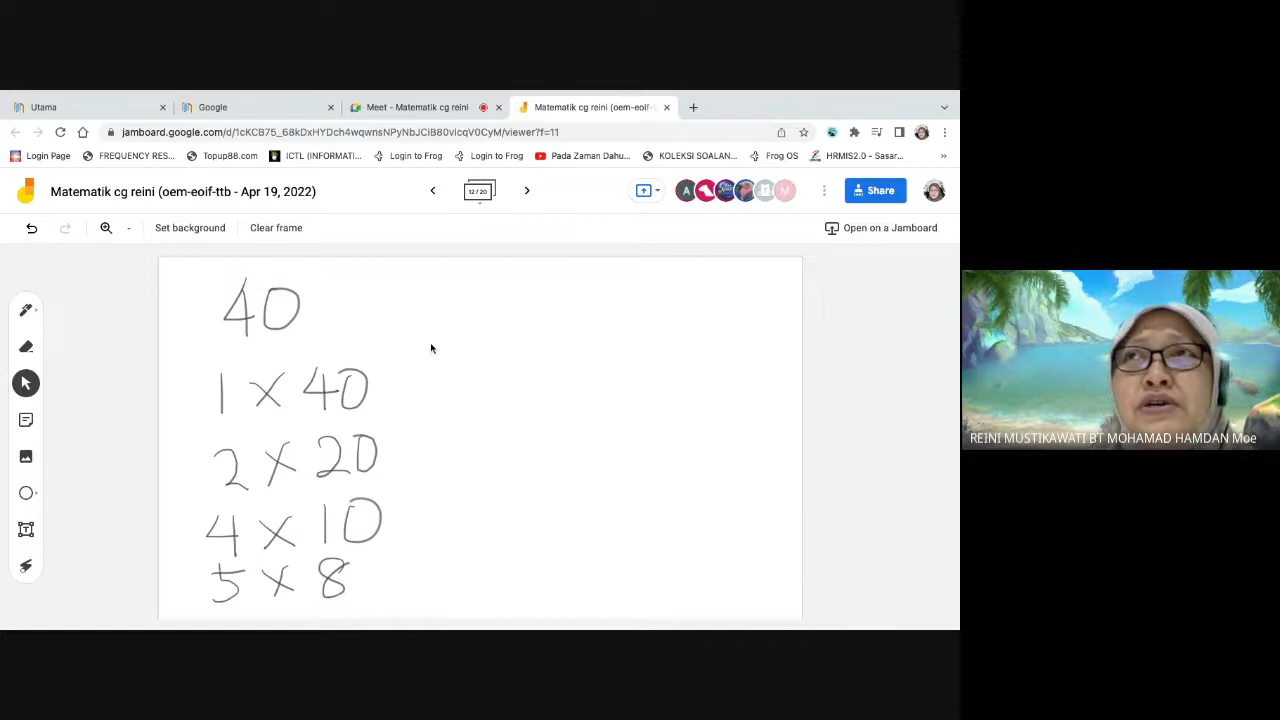 Utama
Google
Meet - Matematik cg reini
Matematik cg reini (oem-eoif-t
jamboard.google.com/d/1cKCB75_68kDxHYDch4wqwnsNPyNbJCiB80vlcqV0CyM/viewer?f=11
Login Page
FREQUENCY RES...
Topup88.com
ICTL (INFORMATI...
Login to Frog
Login to Frog
Pada Zaman Dahu...
KOLEKSI SOALAN...
Frog OS
HRMIS2.0 - Sasar...
»
Matematik cg reini (oem-eoif-ttb - Apr 19, 2022)
12 / 20
A
M
Share
Set background
Clear frame
Open on a Jamboard
40
1 × 40
2 × 20
4 × 10
5 × 8
REINI MUSTIKAWATI BT MOHAMAD HAMDAN Moe